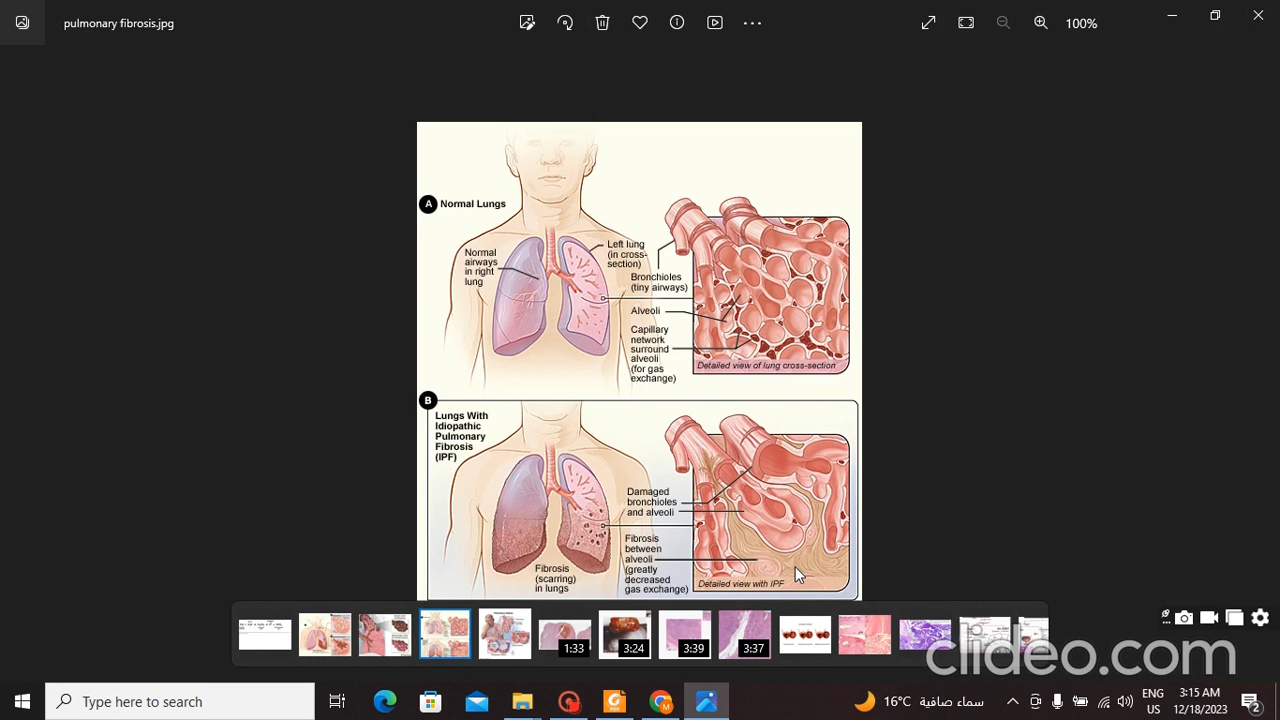 pulmonary fibrosis.jpg
100%
A Normal Lungs
Normal
airways
in right
lung
Left lung
(in cross-
section)
Bronchioles
(tiny airways)
Alveoli
Capillary
network
surround
alveoli
(for gas
exchange)
Detailed view of lung cross-section
B
Lungs With
Idiopathic
Pulmonary
Fibrosis
(IPF)
Damaged
bronchioles
and alveoli
Fibrosis
between
alveoli
(greatly
decreased
gas exchange)
Fibrosis
(scarring)
in lungs
Detailed view with IPF
1:33
3:24
3:39
3:37
clideo.com
Type here to search
16°C سماء صافية
ENG
US
3:15 AM
12/18/2023
2